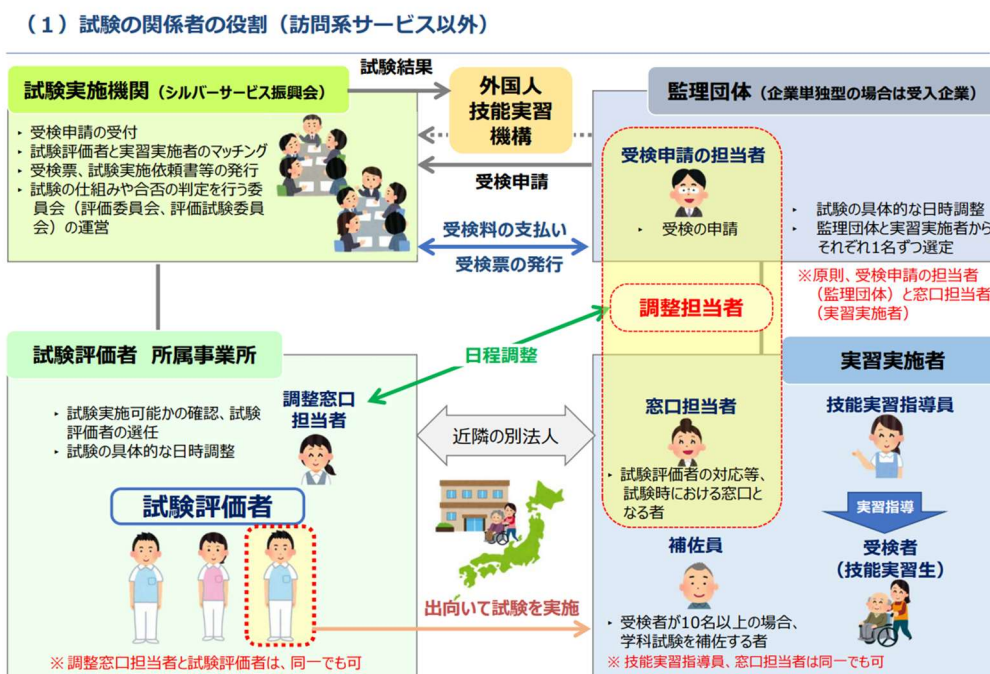 （1）試験の関係者の役割（訪問系サービス以外）
試験実施機関（シルバーサービス振興会）
▸ 受検申請の受付
▸ 試験評価者と実習実施者のマッチング
▸ 受検票、試験実施依頼書等の発行
▸ 試験の仕組みや合否の判定を行う委
員会（評価委員会、評価試験委員
会）の運営
試験結果
外国人
技能実習
機構
受検申請
受検料の支払い
受検票の発行
監理団体（企業単独型の場合は受入企業）
受検申請の担当者
▸ 受検の申請
▸ 試験の具体的な日時調整
▸ 監理団体と実習実施者から
それぞれ1名ずつ選定
※原則、受検申請の担当者
（監理団体）と窓口担当者
（実習実施者）
調整担当者
日程調整
試験評価者 所属事業所
▸ 試験実施可能かの確認、試験
評価者の選任
▸ 試験の具体的な日時調整
調整窓口
担当者
試験評価者
※ 調整窓口担当者と試験評価者は、同一でも可
近隣の別法人
出向いて試験を実施
実習実施者
窓口担当者
▸ 試験評価者の対応等、
試験時における窓口と
なる者
補佐員
▸ 受検者が10名以上の場合、
学科試験を補佐する者
※ 技能実習指導員、窓口担当者は同一でも可
技能実習指導員
実習指導
受検者
（技能実習生）